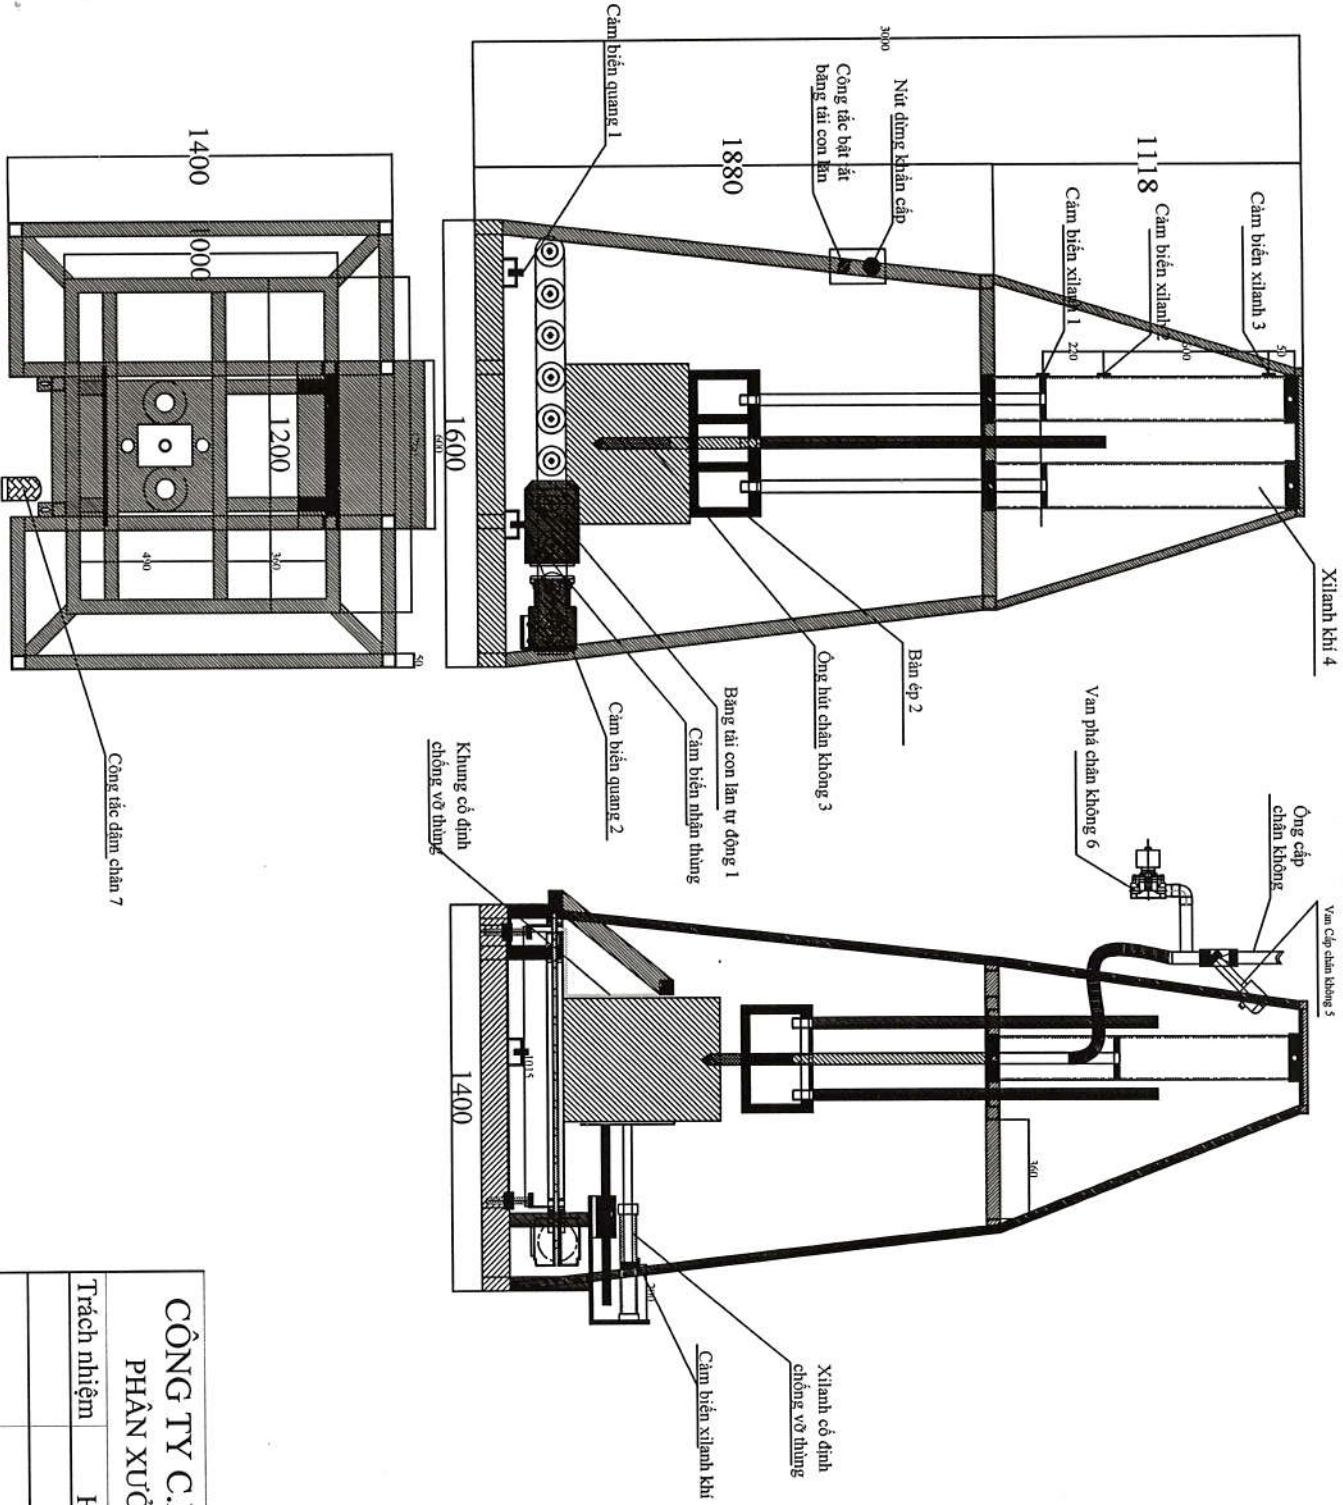 3000
1118
1880
Cảm biến quang 1
Công tắc bật tắt
băng tải con lăn
Nút dừng khẩn cấp
Cảm biến xilanh 1
Cảm biến xilanh 2
Cảm biến xilanh 3
220
50
Xilanh khí 4
Bàn ép 2
Ống hút chân không 3
Băng tải con lăn tự động 1
Cảm biến nhận thùng
Cảm biến quang 2
1600
1400
1000
1200
600
490
360
50
Công tắc dậm chân 7
Ống cấp
chân không
Van Cấp chân không 5
Van phá chân không 6
Khung cố định
chống vỡ thùng
1015
360
1400
Xilanh cố định
chống vỡ thùng
Cảm biến xilanh khí
CÔNG TY C.
PHÂN XƯỞ
Trách nhiệm